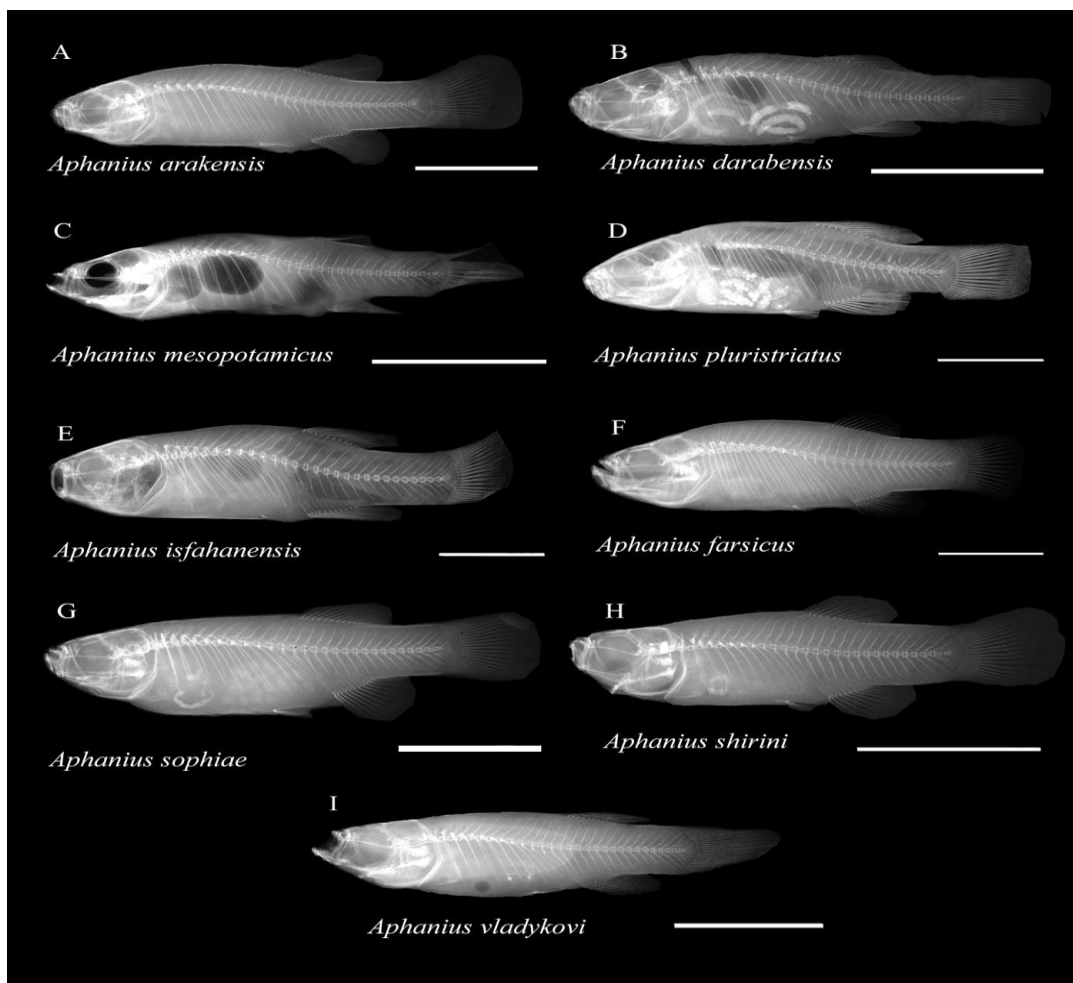 A
Aphanius arakensis
B
Aphanius darabensis
C
Aphanius mesopotamicus
D
Aphanius pluristriatus
E
Aphanius isfahanensis
F
Aphanius farsicus
G
Aphanius sophiae
H
Aphanius shirini
I
Aphanius vladykovi